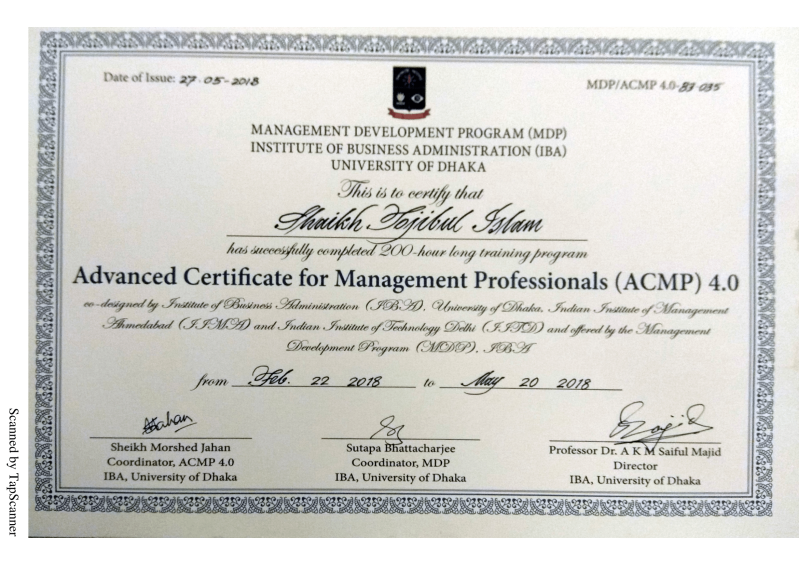 Date of Issue: 27-05-2018
MDP/ACMP 4.0-B3-035
MANAGEMENT DEVELOPMENT PROGRAM (MDP)
INSTITUTE OF BUSINESS ADMINISTRATION (IBA)
UNIVERSITY OF DHAKA
This is to certify that
Shaikh Tojibul Islam
has successfully completed 200-hour long training program
Advanced Certificate for Management Professionals (ACMP) 4.0
co-designed by Institute of Business Administration (IBA), University of Dhaka, Indian Institute of Management
Ahmedabad (IIMA) and Indian Institute of Technology Delhi (IITD) and offered by the Management
Development Program (MDP), IBA
from Feb. 22 2018 to May 20 2018
Sheikh Morshed Jahan
Coordinator, ACMP 4.0
IBA, University of Dhaka
Sutapa Bhattacharjee
Coordinator, MDP
IBA, University of Dhaka
Professor Dr. A K M Saiful Majid
Director
IBA, University of Dhaka
Scanned by TapScanner